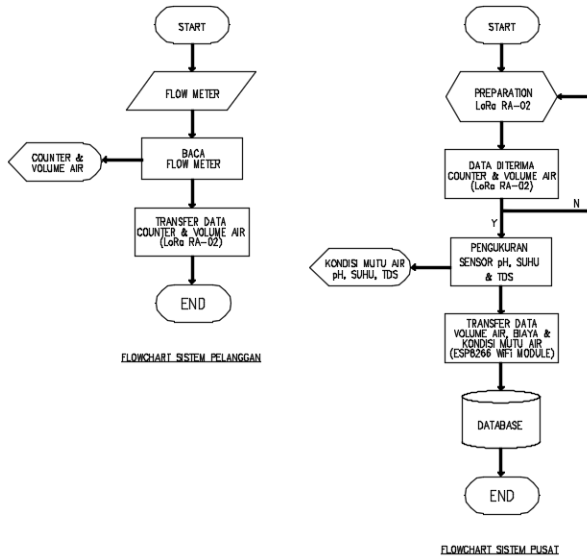 START
FLOW METER
BACA
FLOW METER
COUNTER &
VOLUME AIR
TRANSFER DATA
COUNTER & VOLUME AIR
(LoRa RA-02)
END
FLOWCHART SISTEM PELANGGAN
START
PREPARATION
LoRa RA-02
DATA DITERIMA
COUNTER & VOLUME AIR
(LoRa RA-02)
N
Y
PENGUKURAN
SENSOR pH, SUHU
& TDS
KONDISI MUTU AIR
pH, SUHU, TDS
TRANSFER DATA
VOLUME AIR, BIAYA &
KONDISI MUTU AIR
(ESP8266 WiFi MODULE)
DATABASE
END
FLOWCHART SISTEM PUSAT